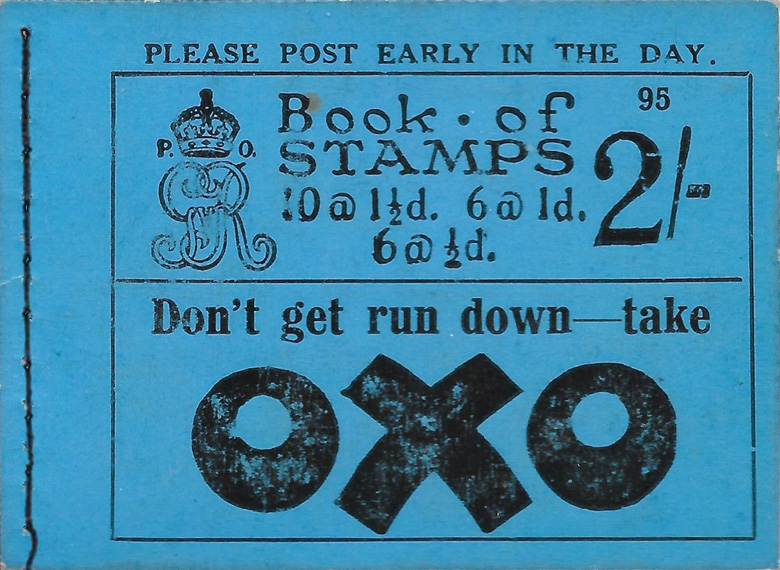 PLEASE POST EARLY IN THE DAY.
P. O.
GR
Book · of
95
STAMPS
2/-
10 @ 1½d. 6 @ 1d.
6 @ ½d.
Don't get run down—take
OXO